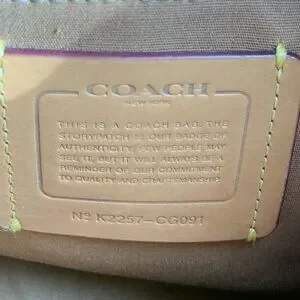 COACH
NEW YORK
THIS IS A COACH BAG. THE
STORYPATCH IS OUR BADGE OF
AUTHENTICITY. FEW PEOPLE MAY
SEE IT, BUT IT WILL ALWAYS BE A
REMINDER OF OUR COMMITMENT
TO QUALITY AND CRAFTSMANSHIP.
Nº K2257-CG091